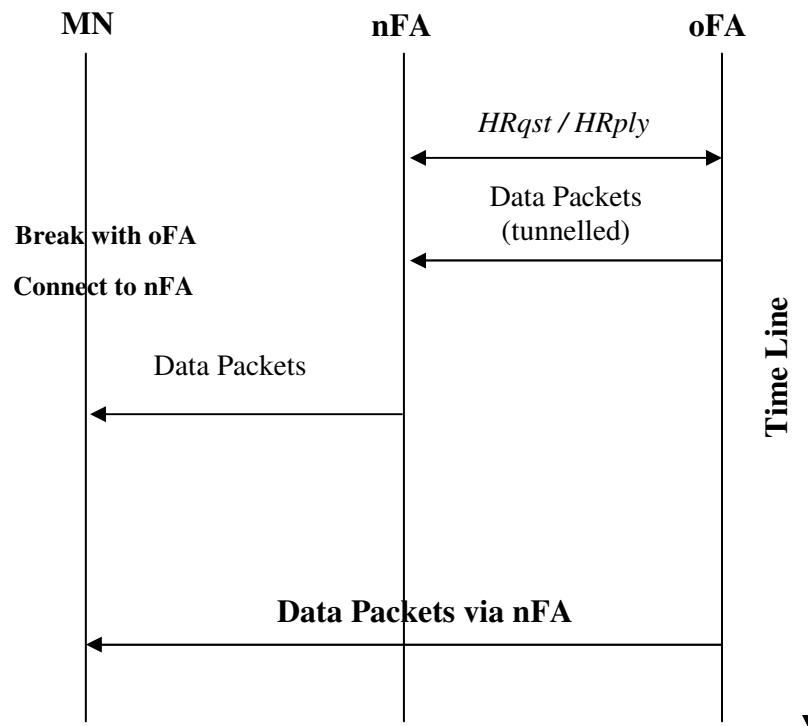 MN
nFA
oFA
HRqst / HRply
Data Packets
(tunnelled)
Break with oFA
Connect to nFA
Data Packets
Time Line
Data Packets via nFA